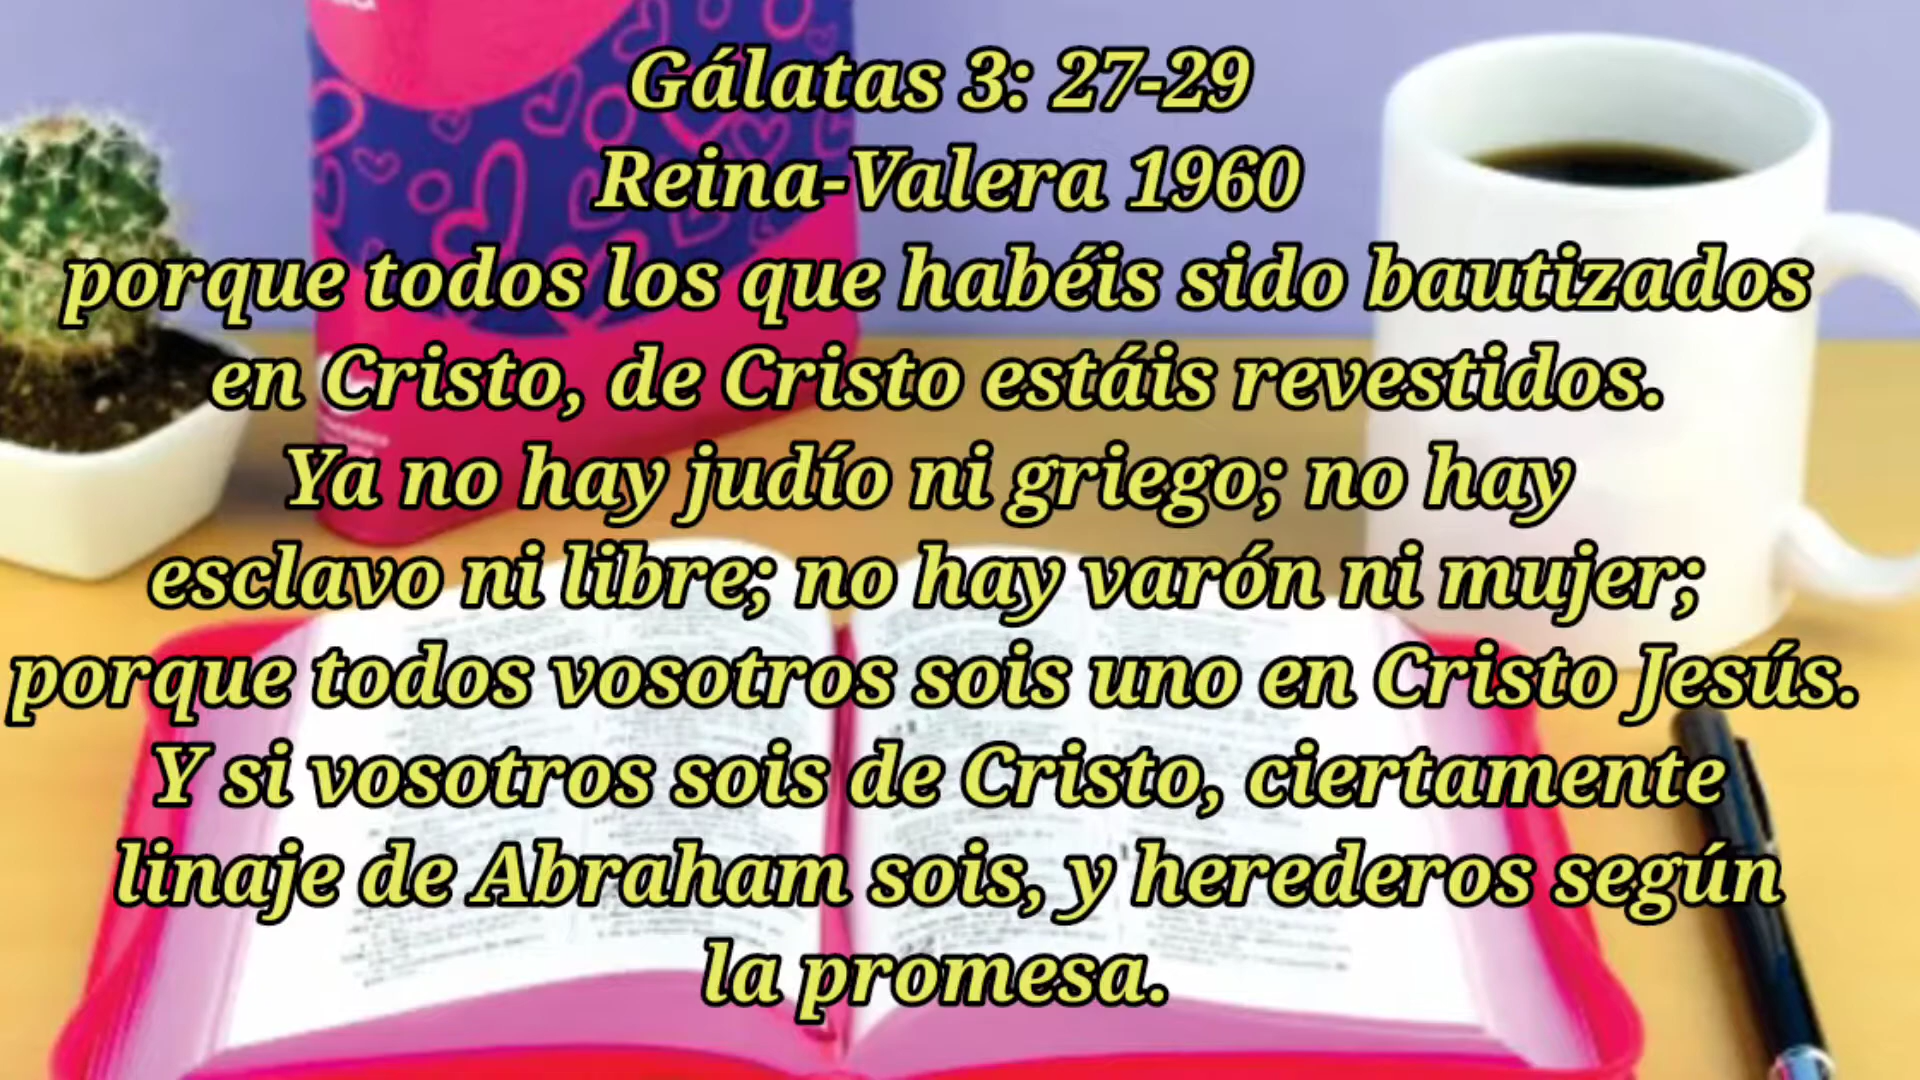 Gálatas 3: 27-29
Reina-Valera 1960
porque todos los que habéis sido bautizados
en Cristo, de Cristo estáis revestidos.
Ya no hay judío ni griego; no hay
esclavo ni libre; no hay varón ni mujer;
porque todos vosotros sois uno en Cristo Jesús.
Y si vosotros sois de Cristo, ciertamente
linaje de Abraham sois, y herederos según
la promesa.